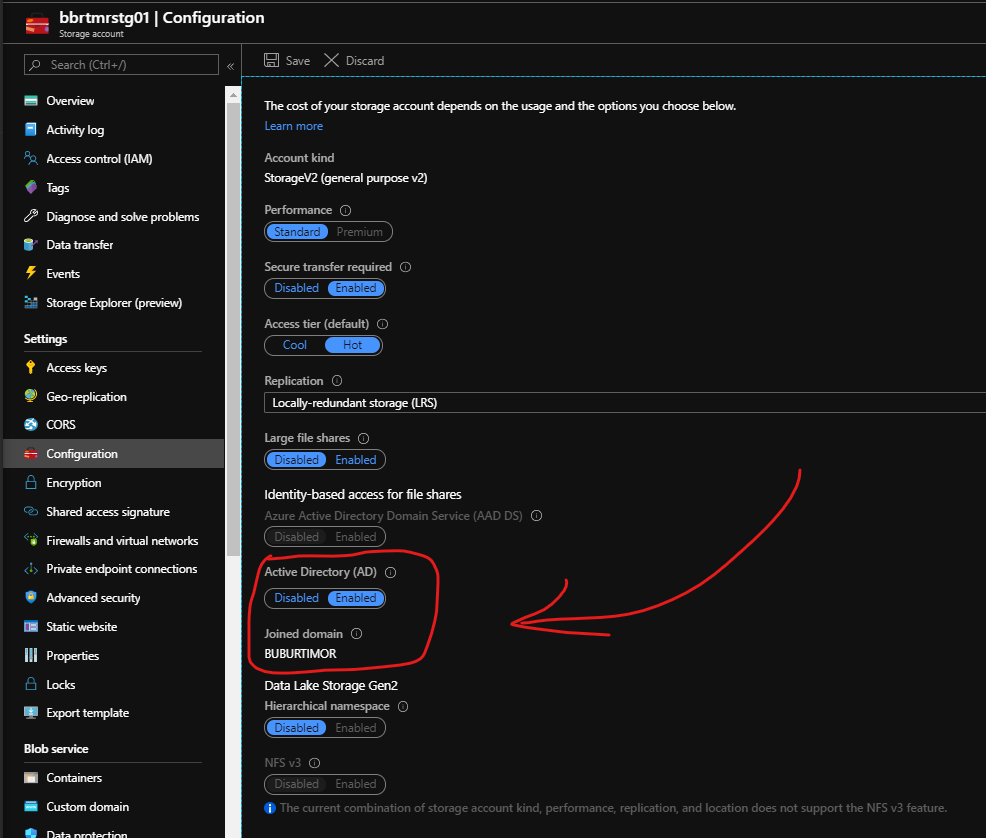 bbrtmrstg01 | Configuration
Storage account
Search (Ctrl+/)
«
Overview
Activity log
Access control (IAM)
Tags
Diagnose and solve problems
Data transfer
Events
Storage Explorer (preview)
Settings
Access keys
Geo-replication
CORS
Configuration
Encryption
Shared access signature
Firewalls and virtual networks
Private endpoint connections
Advanced security
Static website
Properties
Locks
Export template
Blob service
Containers
Custom domain
Data protection
Save Discard
The cost of your storage account depends on the usage and the options you choose below.
Learn more
Account kind
StorageV2 (general purpose v2)
Performance
Standard Premium
Secure transfer required
Disabled Enabled
Access tier (default)
Cool Hot
Replication
Locally-redundant storage (LRS)
Large file shares
Disabled Enabled
Identity-based access for file shares
Azure Active Directory Domain Service (AAD DS)
Disabled Enabled
Active Directory (AD)
Disabled Enabled
Joined domain
BUBURTIMOR
Data Lake Storage Gen2
Hierarchical namespace
Disabled Enabled
NFS v3
Disabled Enabled
The current combination of storage account kind, performance, replication, and location does not support the NFS v3 feature.